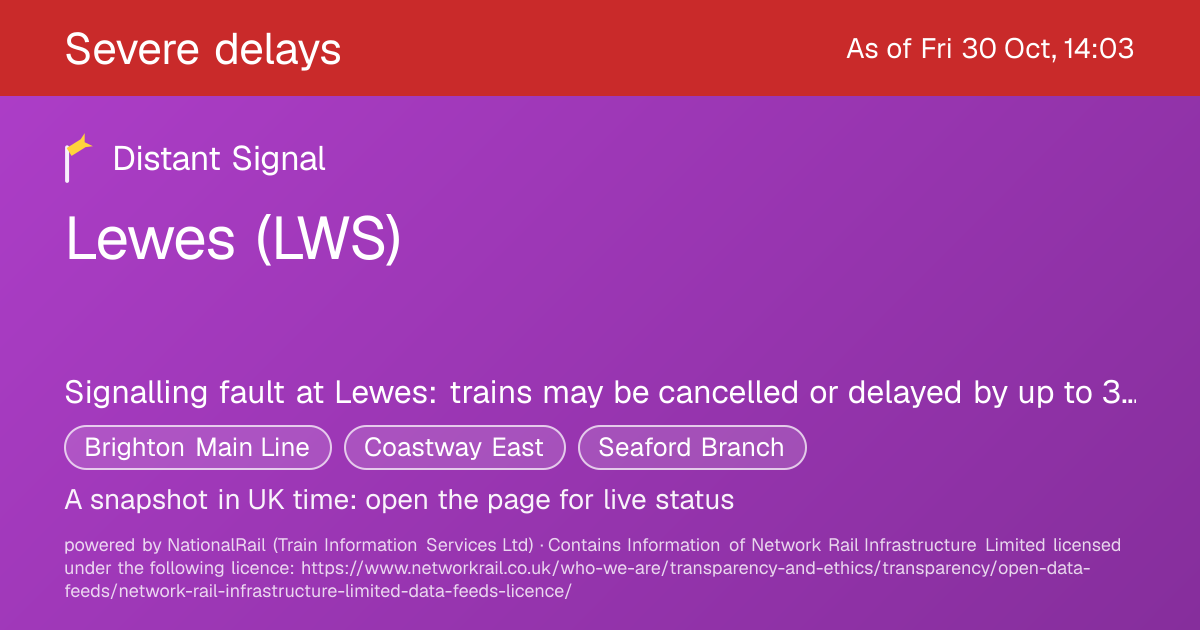 Severe delays
As of Fri 30 Oct, 14:03
Distant Signal
Lewes (LWS)
Signalling fault at Lewes: trains may be cancelled or delayed by up to 3…
Brighton Main Line
Coastway East
Seaford Branch
A snapshot in UK time: open the page for live status
powered by NationalRail (Train Information Services Ltd) · Contains Information of Network Rail Infrastructure Limited licensed
under the following licence: https://www.networkrail.co.uk/who-we-are/transparency-and-ethics/transparency/open-data-
feeds/network-rail-infrastructure-limited-data-feeds-licence/